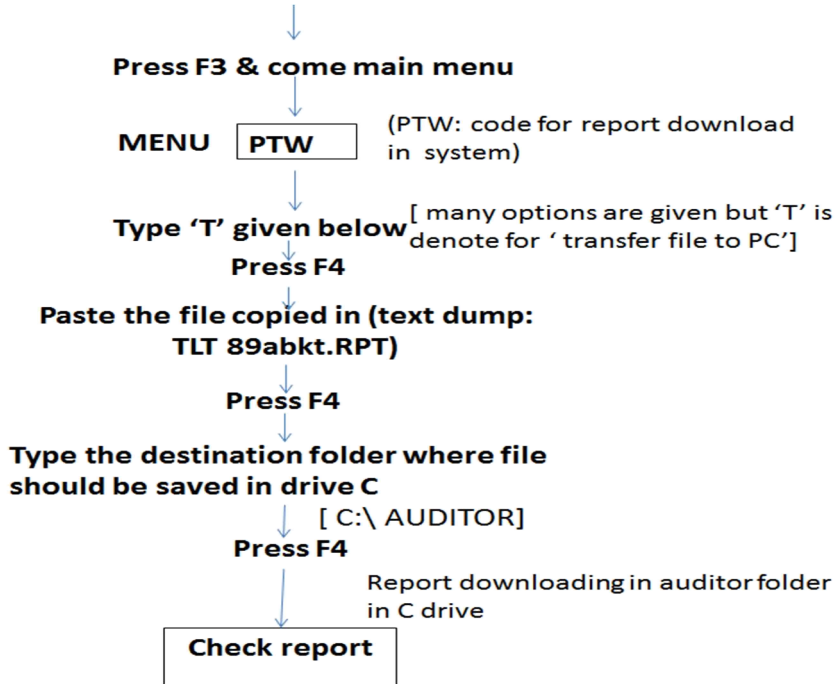 Press F3 & come main menu
MENU PTW (PTW: code for report download
in system)
Type ‘T’ given below [ many options are given but ‘T’ is
denote for ‘ transfer file to PC’]
Press F4
Paste the file copied in (text dump:
TLT 89abkt.RPT)
Press F4
Type the destination folder where file
should be saved in drive C
[ C:\ AUDITOR]
Press F4
Report downloading in auditor folder
in C drive
Check report